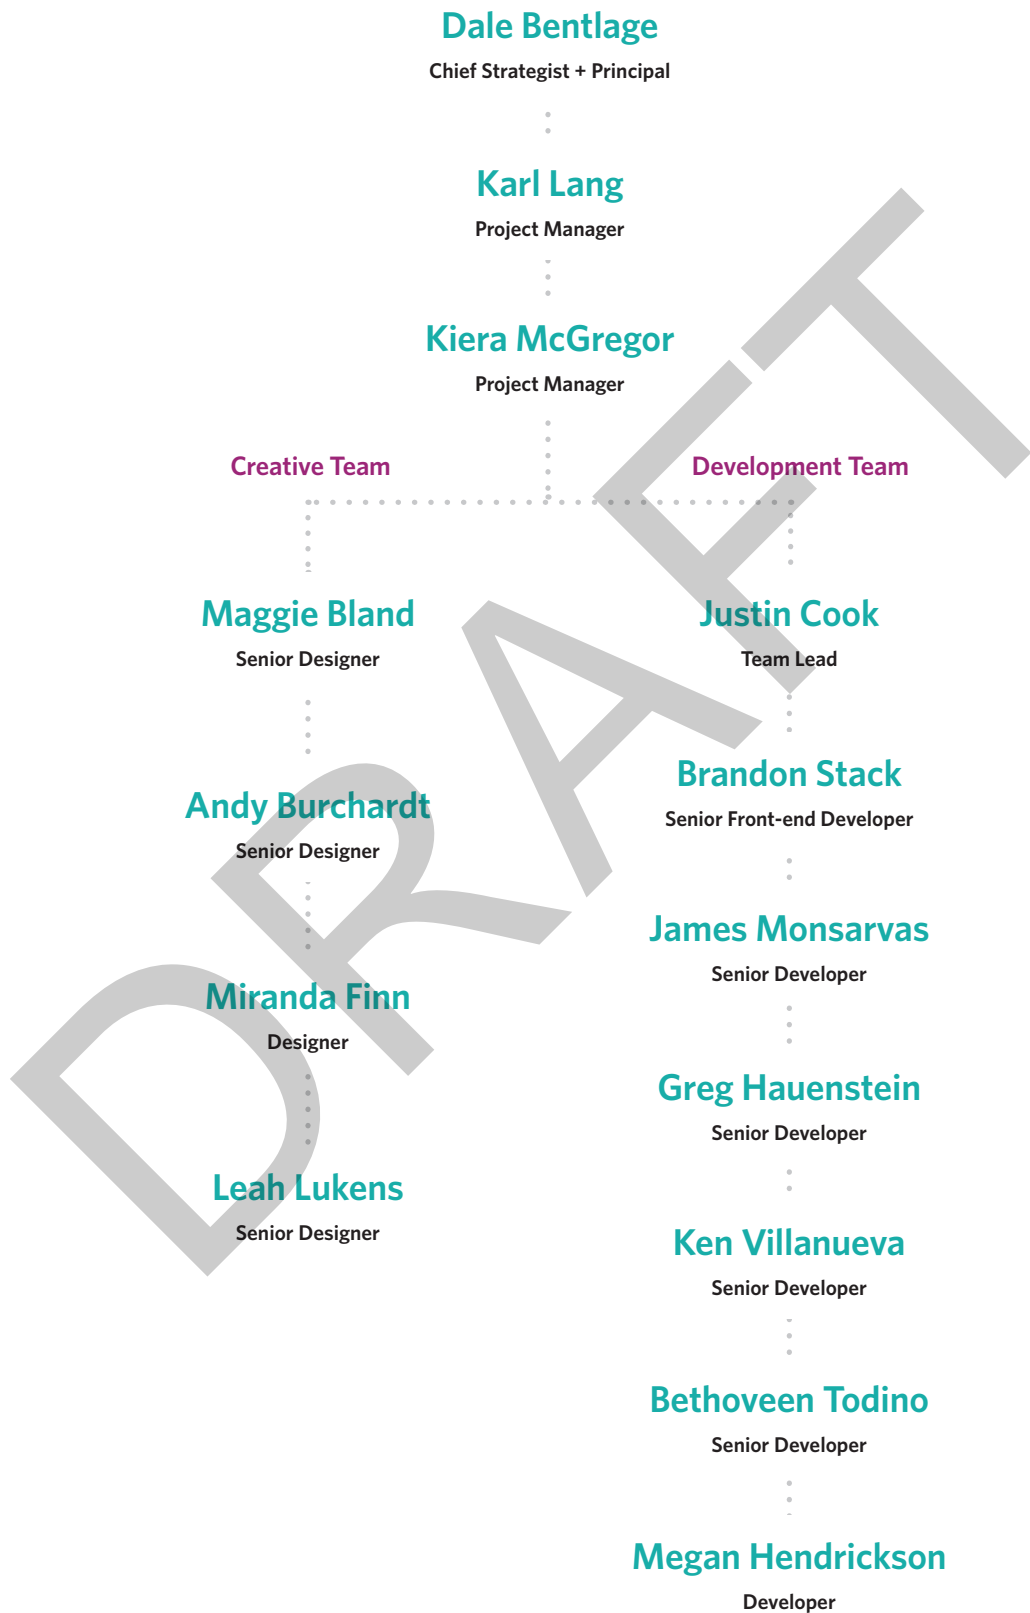 Dale Bentlage
Chief Strategist + Principal
Karl Lang
Project Manager
Kiera McGregor
Project Manager
Creative Team
Maggie Bland
Senior Designer
Andy Burchardt
Senior Designer
Miranda Finn
Designer
Leah Lukens
Senior Designer
Development Team
Justin Cook
Team Lead
Brandon Stack
Senior Front-end Developer
James Monsarvas
Senior Developer
Greg Hauenstein
Senior Developer
Ken Villanueva
Senior Developer
Bethoveen Todino
Senior Developer
Megan Hendrickson
Developer
DRAFT